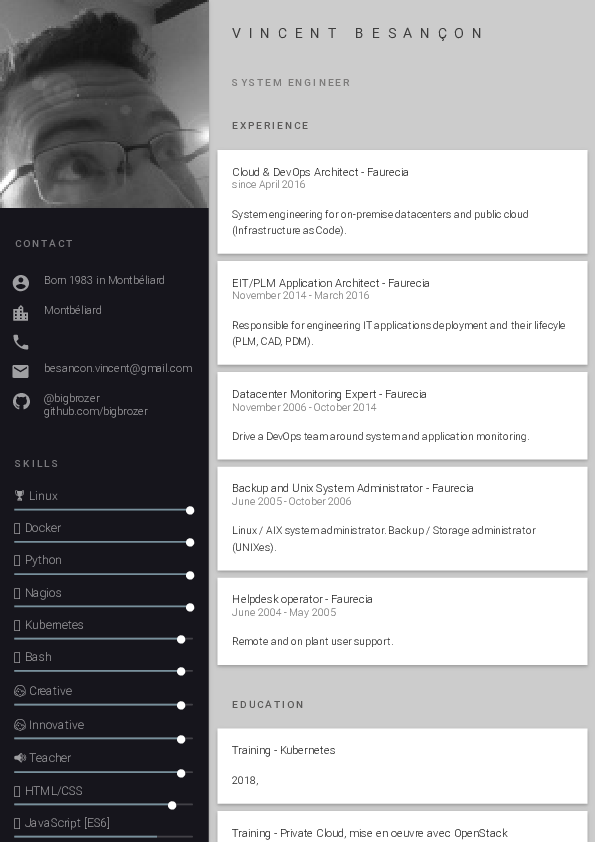 VINCENT BESANÇON
SYSTEM ENGINEER
EXPERIENCE
Cloud & DevOps Architect - Faurecia
since April 2016
System engineering for on-premise datacenters and public cloud
(Infrastructure as Code).
EIT/PLM Application Architect - Faurecia
November 2014 - March 2016
Responsible for engineering IT applications deployment and their lifecyle
(PLM, CAD, PDM).
Datacenter Monitoring Expert - Faurecia
November 2006 - October 2014
Drive a DevOps team around system and application monitoring.
Backup and Unix System Administrator - Faurecia
June 2005 - October 2006
Linux / AIX system administrator. Backup / Storage administrator
(UNIXes).
Helpdesk operator - Faurecia
June 2004 - May 2005
Remote and on plant user support.
EDUCATION
Training - Kubernetes
2018,
Training - Private Cloud, mise en oeuvre avec OpenStack
CONTACT
Born 1983 in Montbéliard
Montbéliard
besancon.vincent@gmail.com
@bigbrozer
github.com/bigbrozer
SKILLS
Linux
Docker
Python
Nagios
Kubernetes
Bash
Creative
Innovative
Teacher
HTML/CSS
JavaScript [ES6]